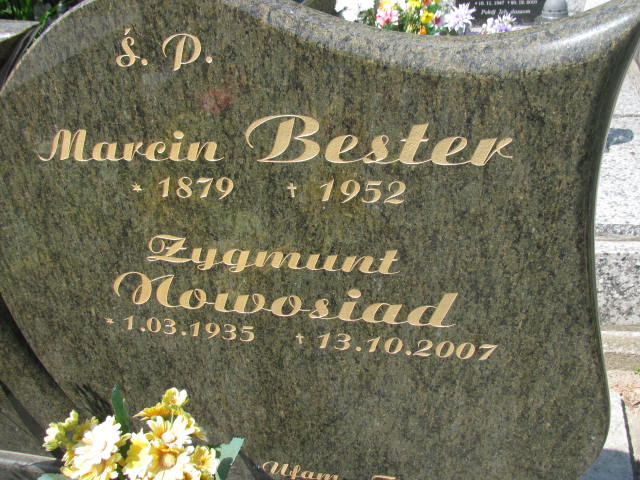 Ś. P.
Marcin Bester
* 1879 † 1952
Zygmunt
Nowosiad
* 1.03.1935 † 13.10.2007
Ufam